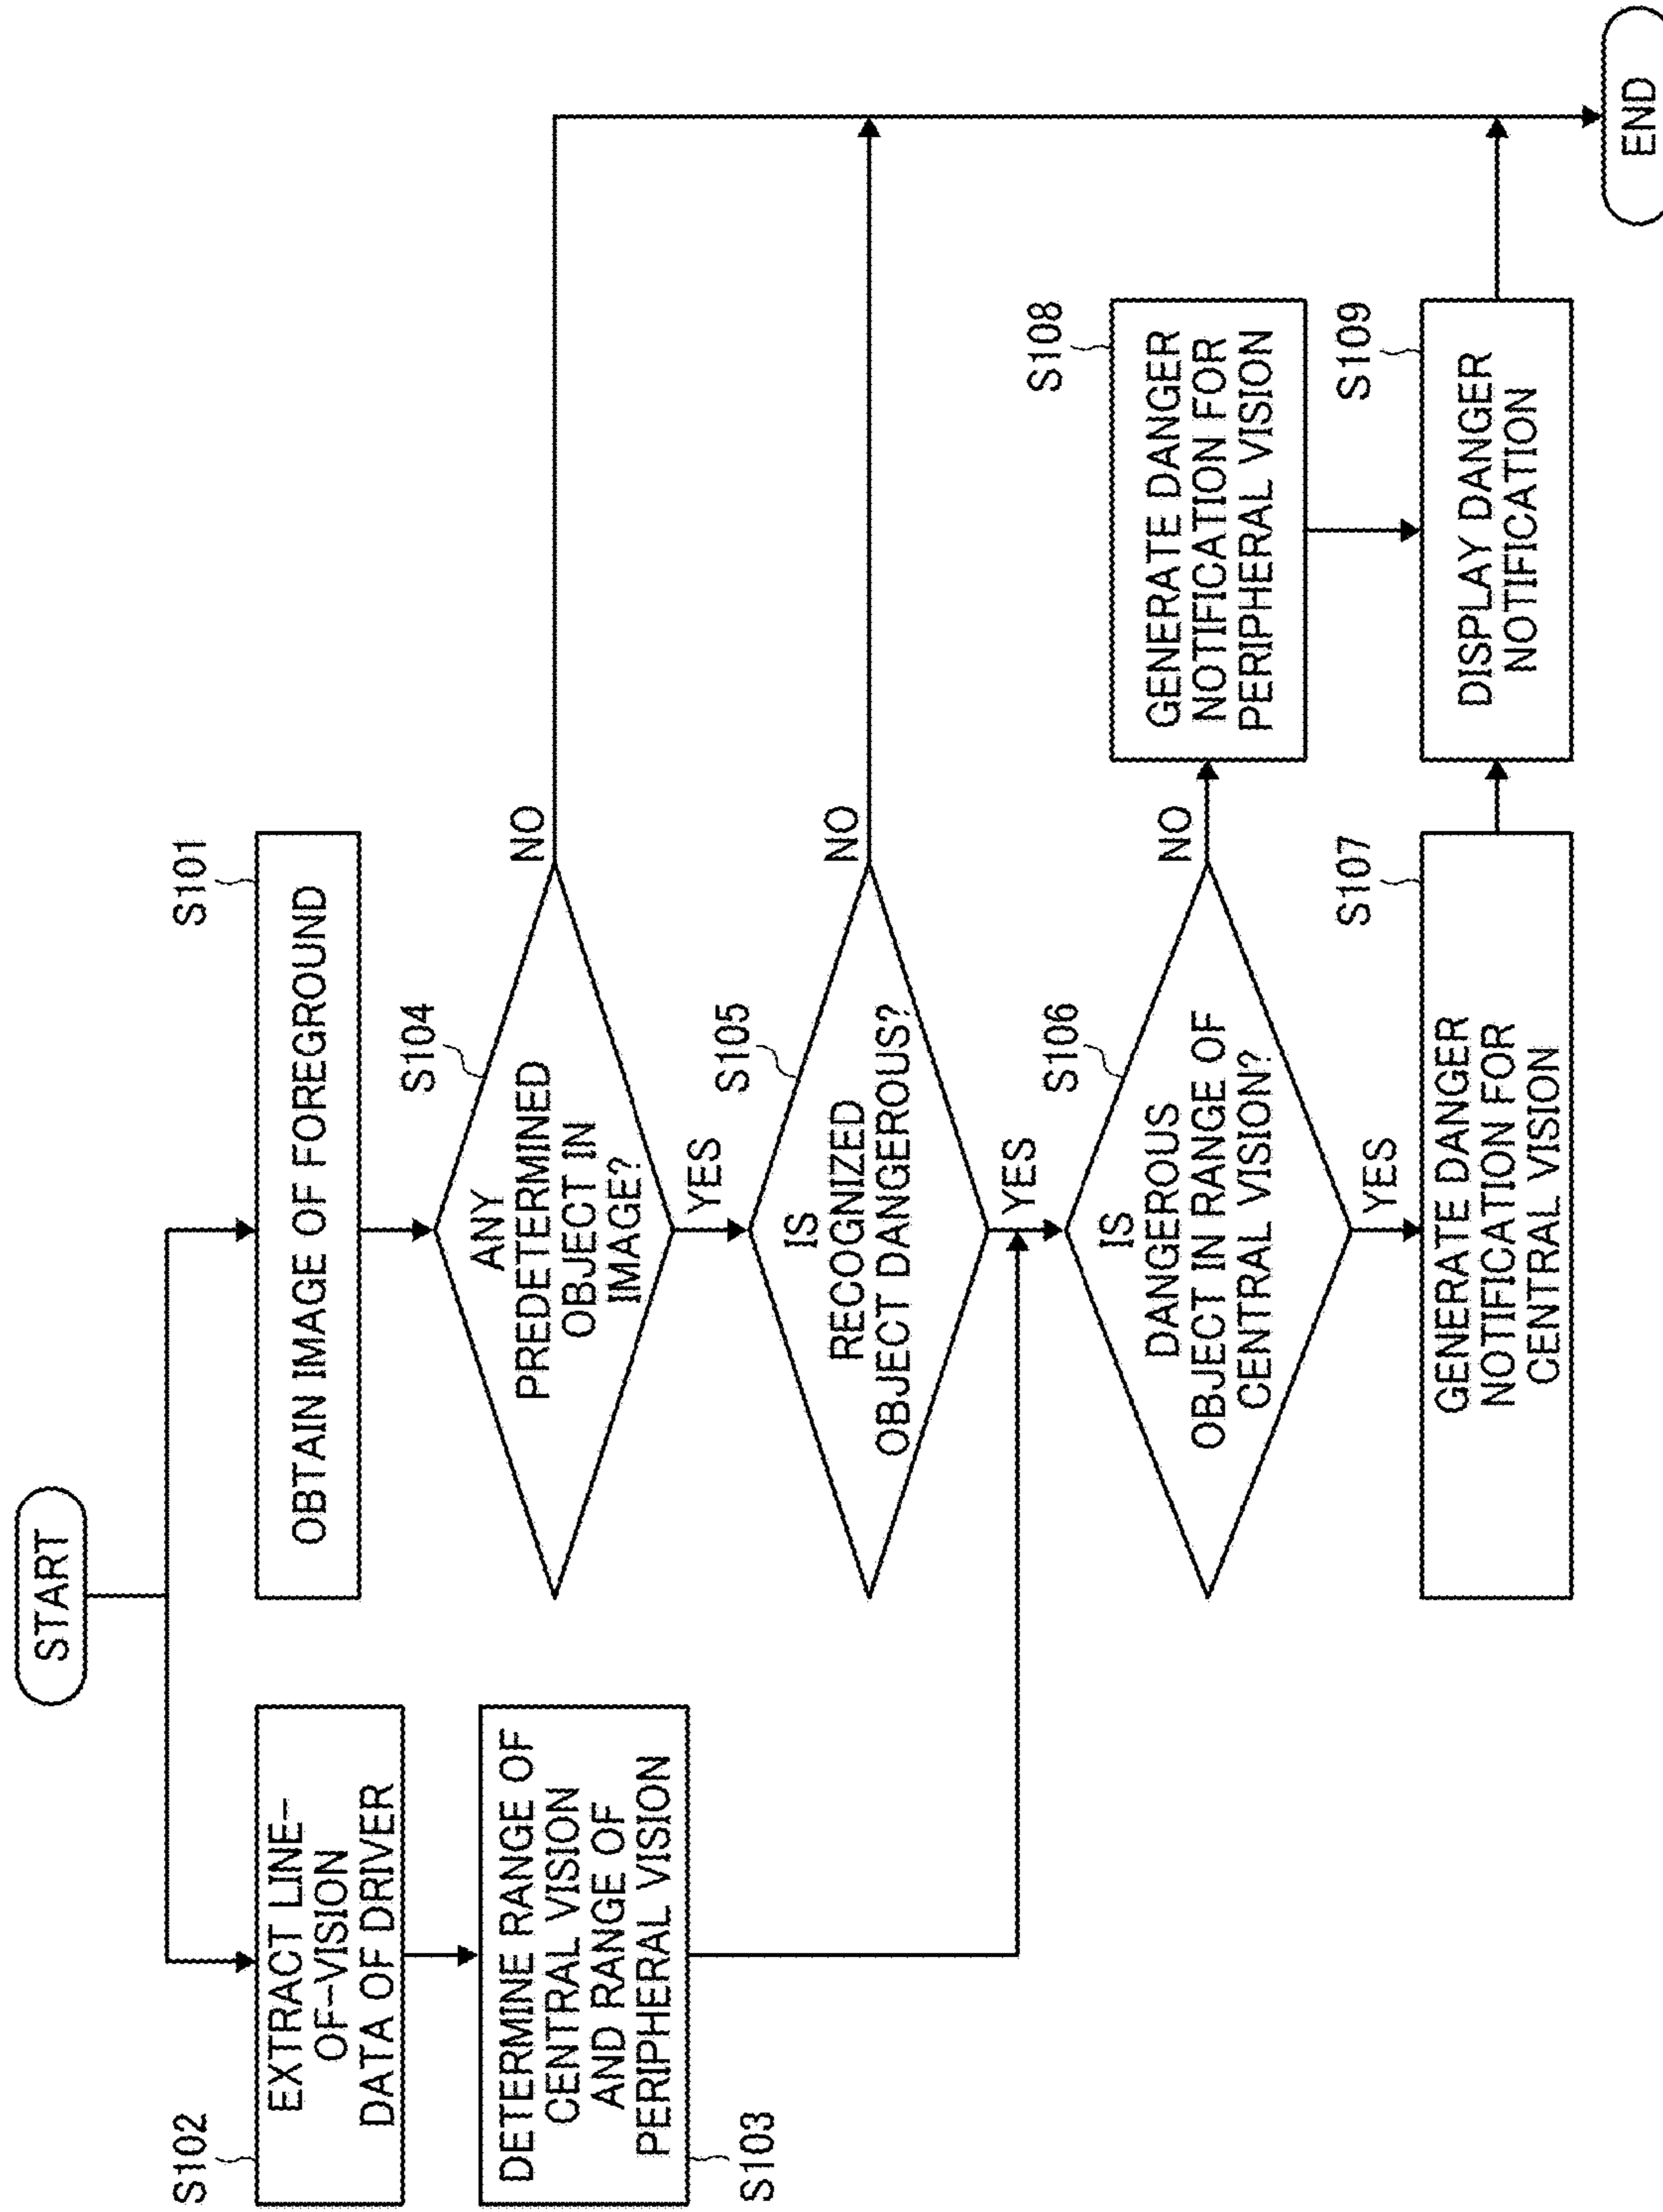 START
S102
EXTRACT LINE-
OF-VISION
DATA OF DRIVER
S103
DETERMINE RANGE OF
CENTRAL VISION
AND RANGE OF
PERIPHERAL VISION
S101
OBTAIN IMAGE OF FOREGROUND
S104
ANY
PREDETERMINED
OBJECT IN
IMAGE?
NO
YES
S105
IS
RECOGNIZED
OBJECT DANGEROUS?
NO
YES
S106
IS
DANGEROUS
OBJECT IN RANGE OF
CENTRAL VISION?
NO
YES
S108
GENERATE DANGER
NOTIFICATION FOR
PERIPHERAL VISION
S107
GENERATE DANGER
NOTIFICATION FOR
CENTRAL VISION
S109
DISPLAY DANGER
NOTIFICATION
END